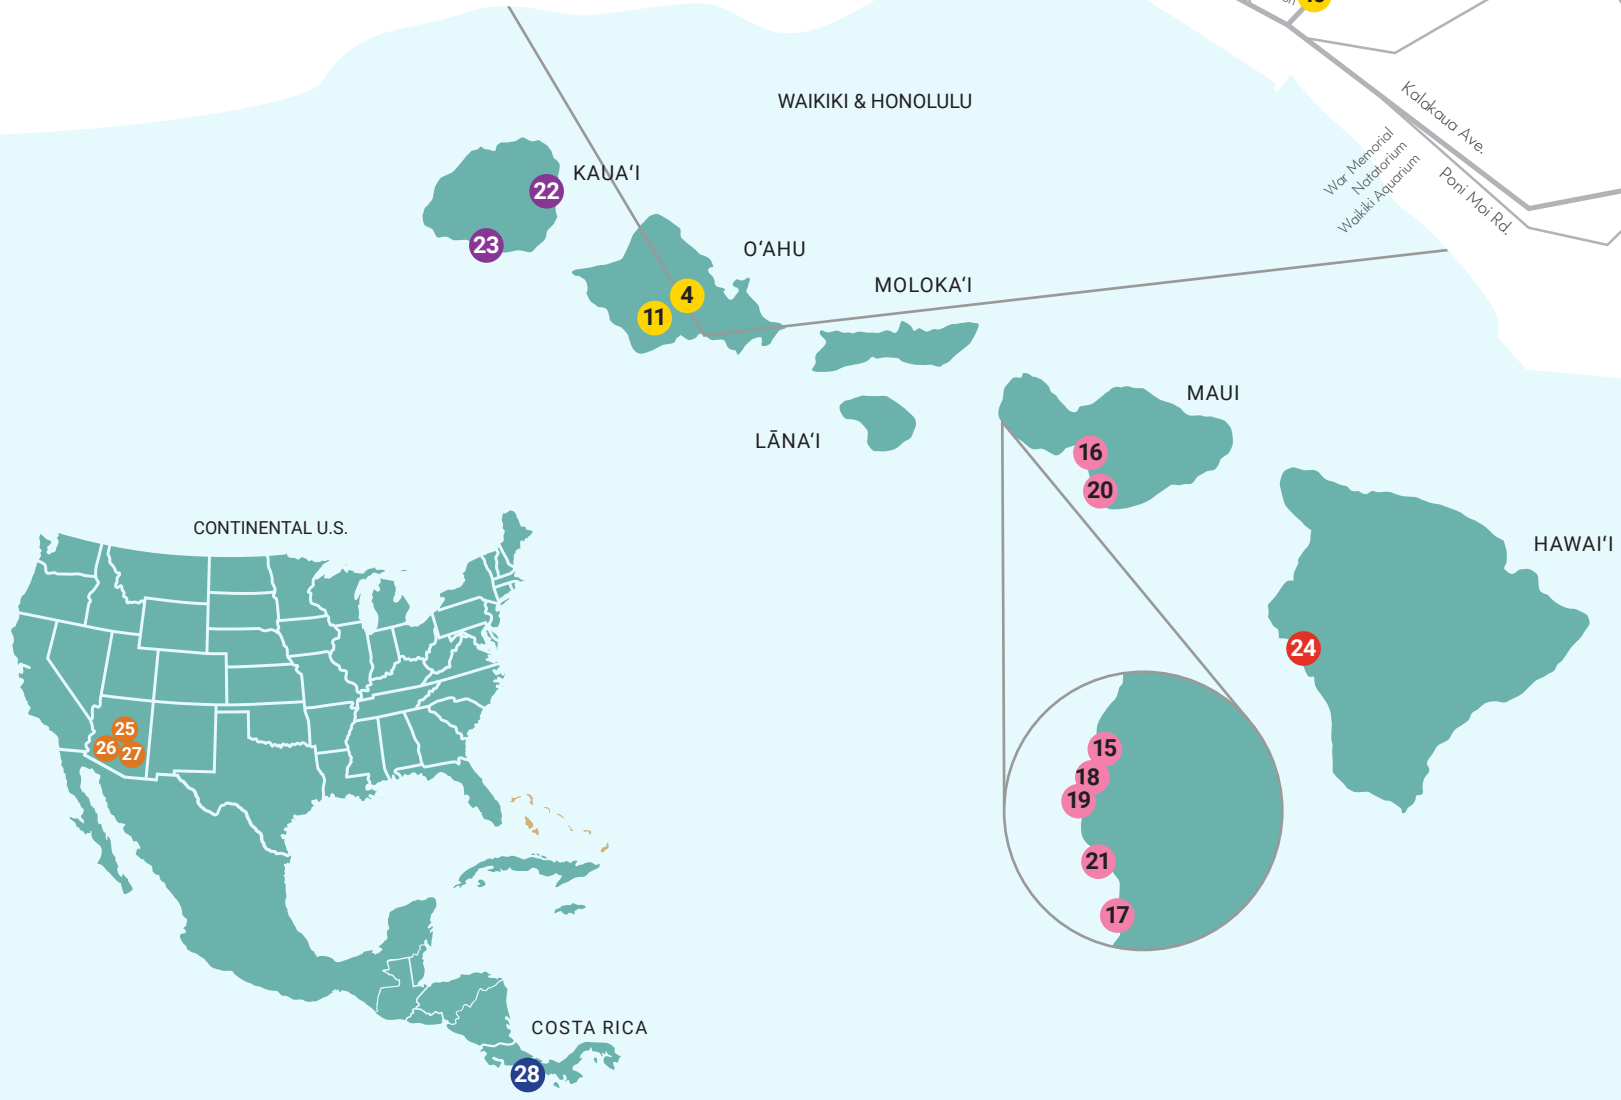 WAIKIKI & HONOLULU
Kalakaua Ave.
War Memorial
Natatorium
Waikiki Aquarium
Poni Moi Rd.
KAUAʻI
22
23
OʻAHU
4
11
MOLOKAʻI
LĀNAʻI
MAUI
16
20
HAWAIʻI
24
CONTINENTAL U.S.
25
26
27
15
18
19
21
17
COSTA RICA
28